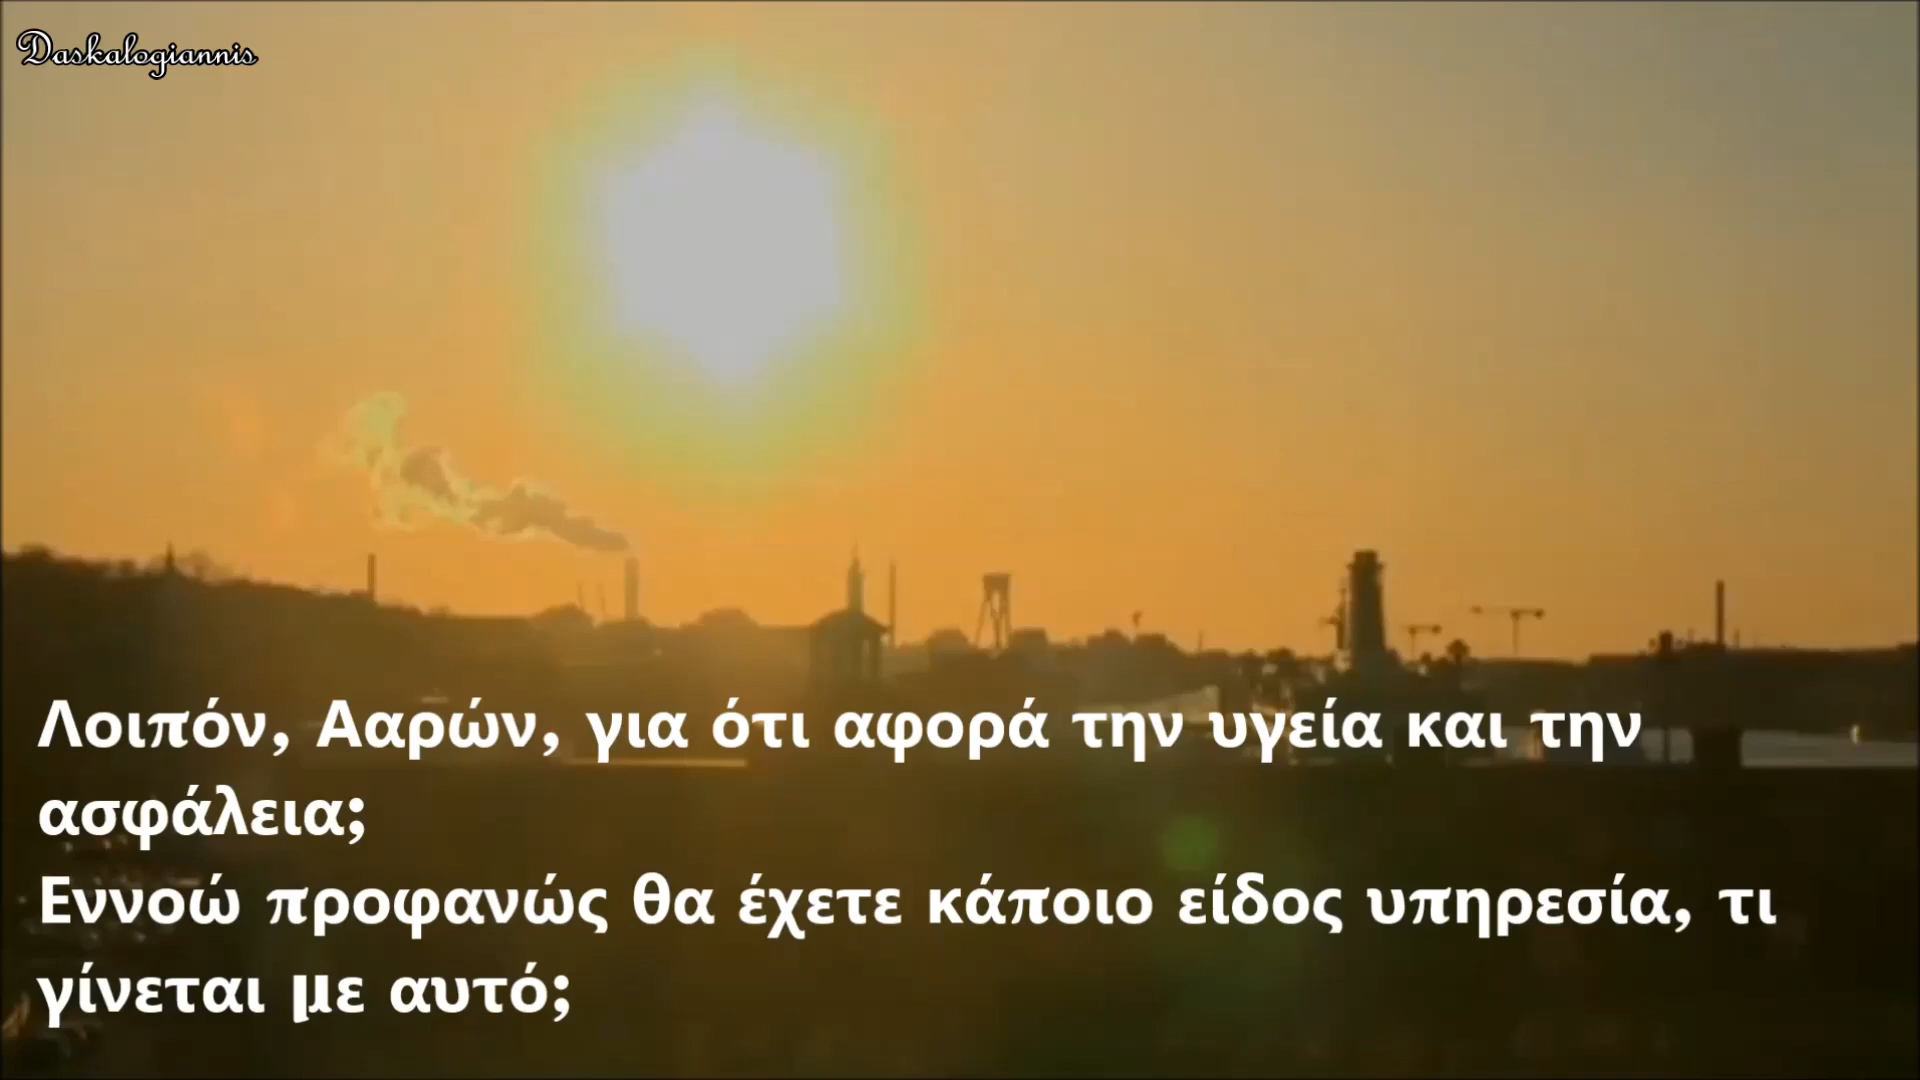 Daskalogiannis
Λοιπόν, Ααρών, για ότι αφορά την υγεία και την
ασφάλεια;
Εννοώ προφανώς θα έχετε κάποιο είδος υπηρεσία, τι
γίνεται με αυτό;